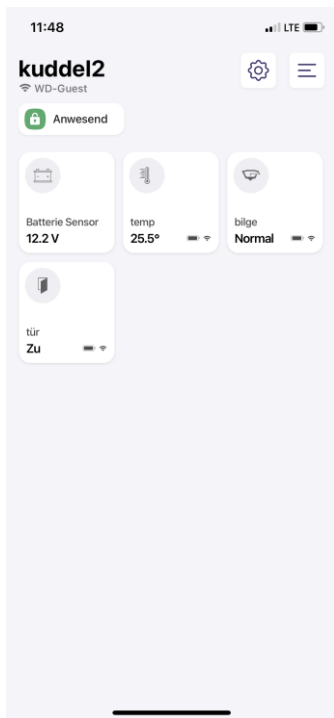 11:48 LTE
kuddel2
WD-Guest
Anwesend
Batterie Sensor
12.2 V
temp
25.5°
bilge
Normal
tür
Zu